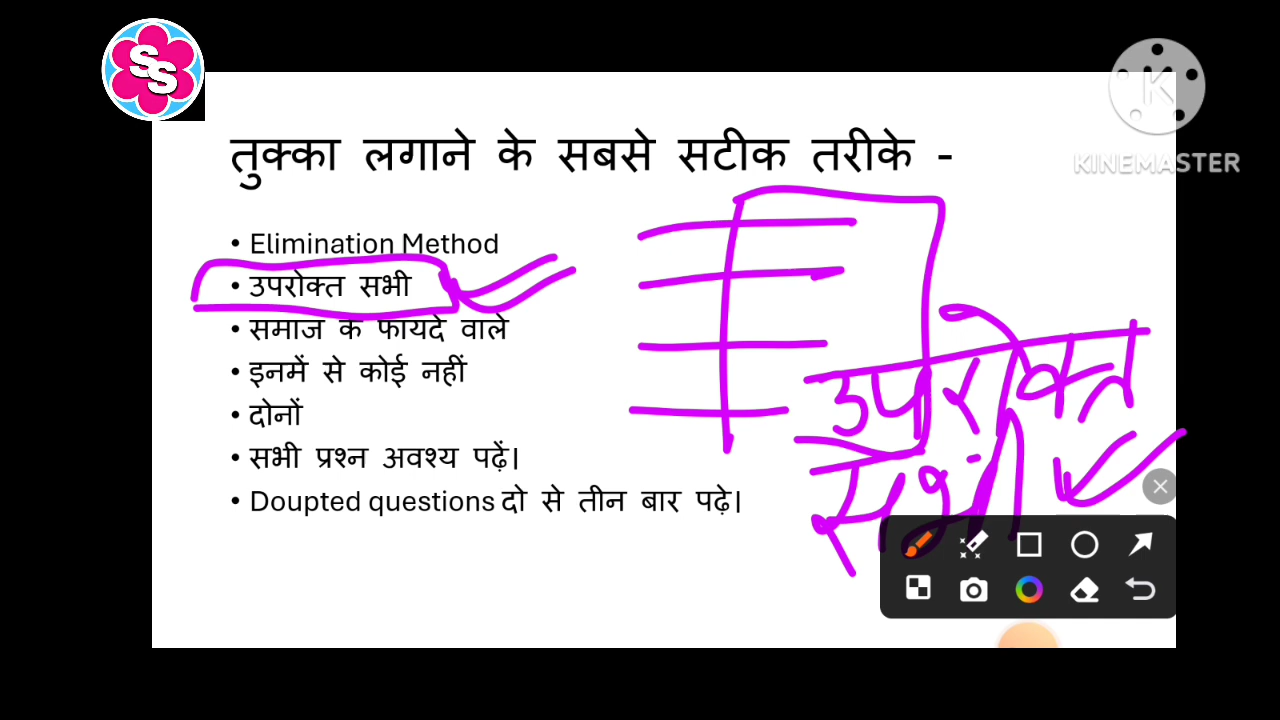 SS
KINEMASTER
तुक्का लगाने के सबसे सटीक तरीके -
• Elimination Method
• उपरोक्त सभी
• समाज के फायदे वाले
• इनमें से कोई नहीं
• दोनों
• सभी प्रश्न अवश्य पढ़ें।
• Doupted questions दो से तीन बार पढ़े।
उपरोक्त
सभी